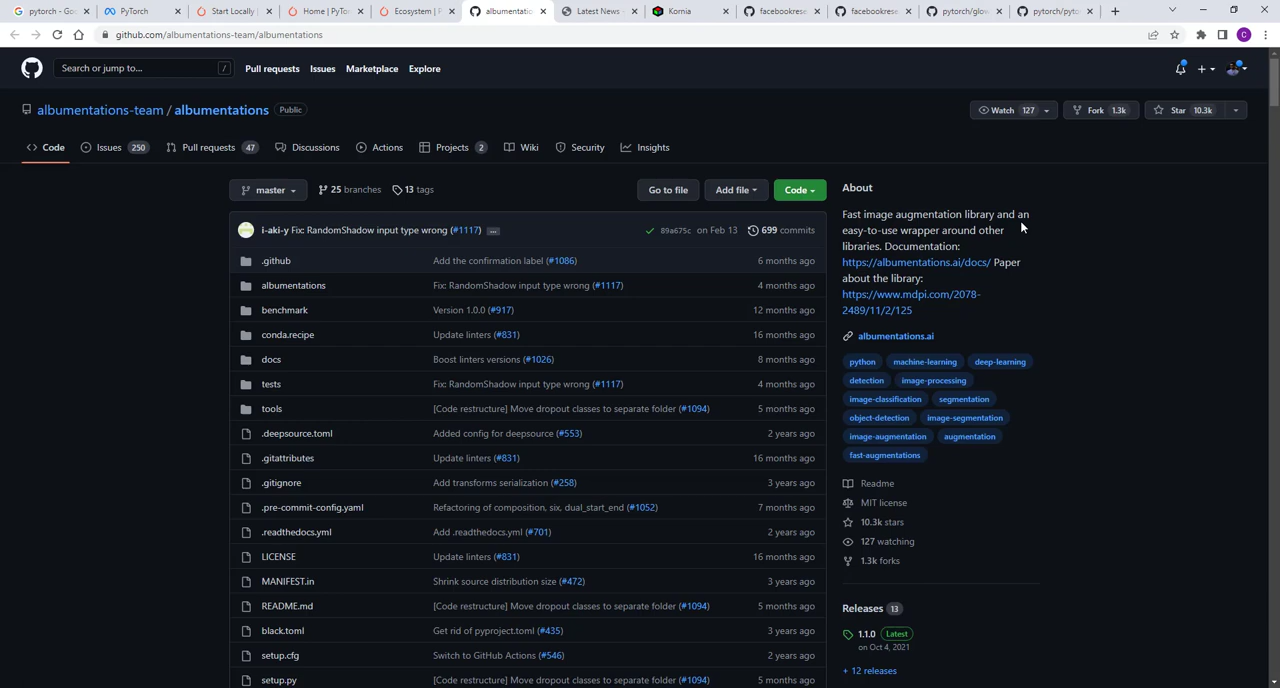 pytorch - Goo
PyTorch
Start Locally |
Home | PyTo
Ecosystem | P
albumentatio
Latest News -
Kornia
facebookrese
facebookrese
pytorch/glow
pytorch/pyto
github.com/albumentations-team/albumentations
C
Search or jump to...
/
Pull requests
Issues
Marketplace
Explore
albumentations-team / albumentations
Public
Watch 127
Fork 1.3k
Star 10.3k
Code
Issues 250
Pull requests 47
Discussions
Actions
Projects 2
Wiki
Security
Insights
master
25 branches
13 tags
Go to file
Add file
Code
i-aki-y Fix: RandomShadow input type wrong (#1117) ...
89a675c on Feb 13
699 commits
.github
Add the confirmation label (#1086)
6 months ago
albumentations
Fix: RandomShadow input type wrong (#1117)
4 months ago
benchmark
Version 1.0.0 (#917)
12 months ago
conda.recipe
Update linters (#831)
16 months ago
docs
Boost linters versions (#1026)
8 months ago
tests
Fix: RandomShadow input type wrong (#1117)
4 months ago
tools
[Code restructure] Move dropout classes to separate folder (#1094)
5 months ago
.deepsource.toml
Added config for deepsource (#553)
2 years ago
.gitattributes
Update linters (#831)
16 months ago
.gitignore
Add transforms serialization (#258)
3 years ago
.pre-commit-config.yaml
Refactoring of composition, six, dual_start_end (#1052)
7 months ago
.readthedocs.yml
Add .readthedocs.yml (#701)
2 years ago
LICENSE
Update linters (#831)
16 months ago
MANIFEST.in
Shrink source distribution size (#472)
3 years ago
README.md
[Code restructure] Move dropout classes to separate folder (#1094)
5 months ago
black.toml
Get rid of pyproject.toml (#435)
3 years ago
setup.cfg
Switch to GitHub Actions (#546)
2 years ago
setup.py
[Code restructure] Move dropout classes to separate folder (#1094)
5 months ago
About
Fast image augmentation library and an
easy-to-use wrapper around other
libraries. Documentation:
https://albumentations.ai/docs/ Paper
about the library:
https://www.mdpi.com/2078-
2489/11/2/125
albumentations.ai
python
machine-learning
deep-learning
detection
image-processing
image-classification
segmentation
object-detection
image-segmentation
image-augmentation
augmentation
fast-augmentations
Readme
MIT license
10.3k stars
127 watching
1.3k forks
Releases 13
1.1.0 Latest
on Oct 4, 2021
+ 12 releases